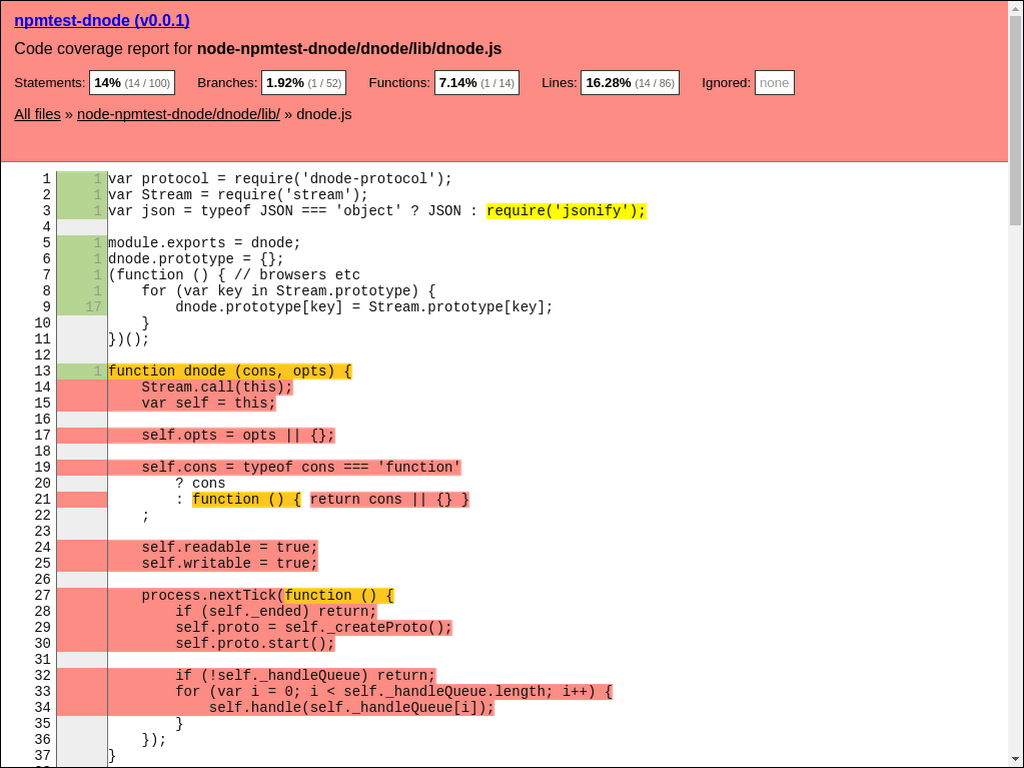 npmtest-dnode (v0.0.1)
Code coverage report for node-npmtest-dnode/dnode/lib/dnode.js
Statements: 14% (14 / 100) Branches: 1.92% (1 / 52) Functions: 7.14% (1 / 14) Lines: 16.28% (14 / 86) Ignored: none
All files » node-npmtest-dnode/dnode/lib/ » dnode.js
1 1 var protocol = require('dnode-protocol');
2 1 var Stream = require('stream');
3 1 var json = typeof JSON === 'object' ? JSON : require('jsonify');
4
5 1 module.exports = dnode;
6 1 dnode.prototype = {};
7 1 (function () { // browsers etc
8 1     for (var key in Stream.prototype) {
9 17         dnode.prototype[key] = Stream.prototype[key];
10     }
11 })();
12
13 1 function dnode (cons, opts) {
14     Stream.call(this);
15     var self = this;
16
17     self.opts = opts || {};
18
19     self.cons = typeof cons === 'function'
20         ? cons
21         : function () { return cons || {} }
22     ;
23
24     self.readable = true;
25     self.writable = true;
26
27     process.nextTick(function () {
28         if (self._ended) return;
29         self.proto = self._createProto();
30         self.proto.start();
31
32         if (!self._handleQueue) return;
33         for (var i = 0; i < self._handleQueue.length; i++) {
34             self.handle(self._handleQueue[i]);
35         }
36     });
37 }